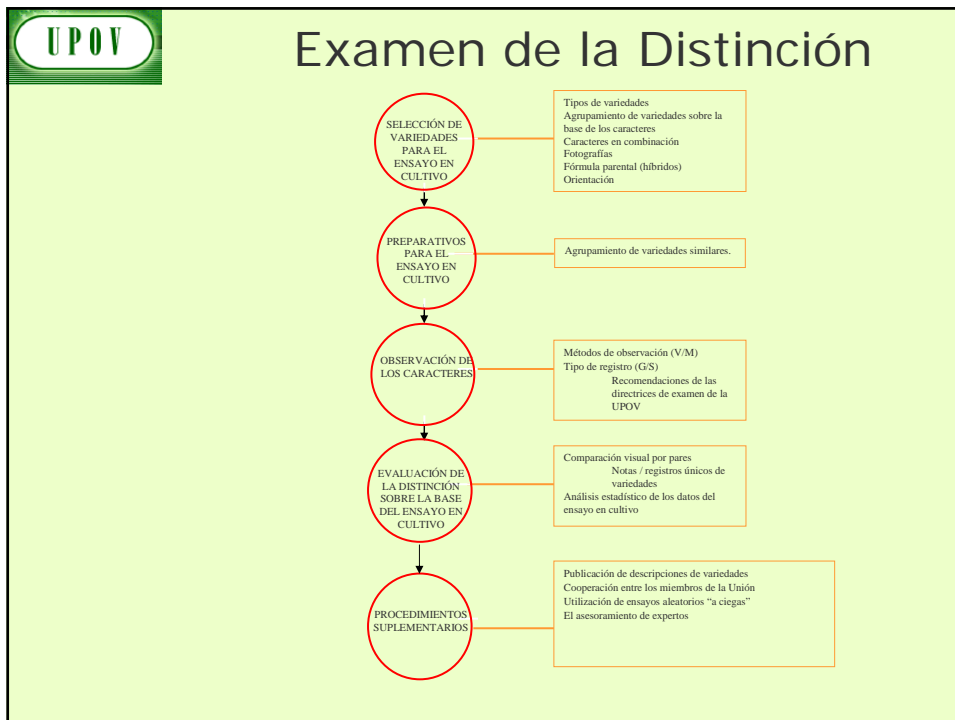 UPOV
Examen de la Distinción
SELECCIÓN DE
VARIEDADES
PARA EL
ENSAYO EN
CULTIVO
Tipos de variedades
Agrupamiento de variedades sobre la
base de los caracteres
Caracteres en combinación
Fotografías
Fórmula parental (híbridos)
Orientación
PREPARATIVOS
PARA EL
ENSAYO EN
CULTIVO
Agrupamiento de variedades similares.
OBSERVACIÓN DE
LOS CARACTERES
Métodos de observación (V/M)
Tipo de registro (G/S)
Recomendaciones de las
directrices de examen de la
UPOV
EVALUACIÓN DE
LA DISTINCIÓN
SOBRE LA BASE
DEL ENSAYO EN
CULTIVO
Comparación visual por pares
Notas / registros únicos de
variedades
Análisis estadístico de los datos del
ensayo en cultivo
PROCEDIMIENTOS
SUPLEMENTARIOS
Publicación de descripciones de variedades
Cooperación entre los miembros de la Unión
Utilización de ensayos aleatorios “a ciegas”
El asesoramiento de expertos